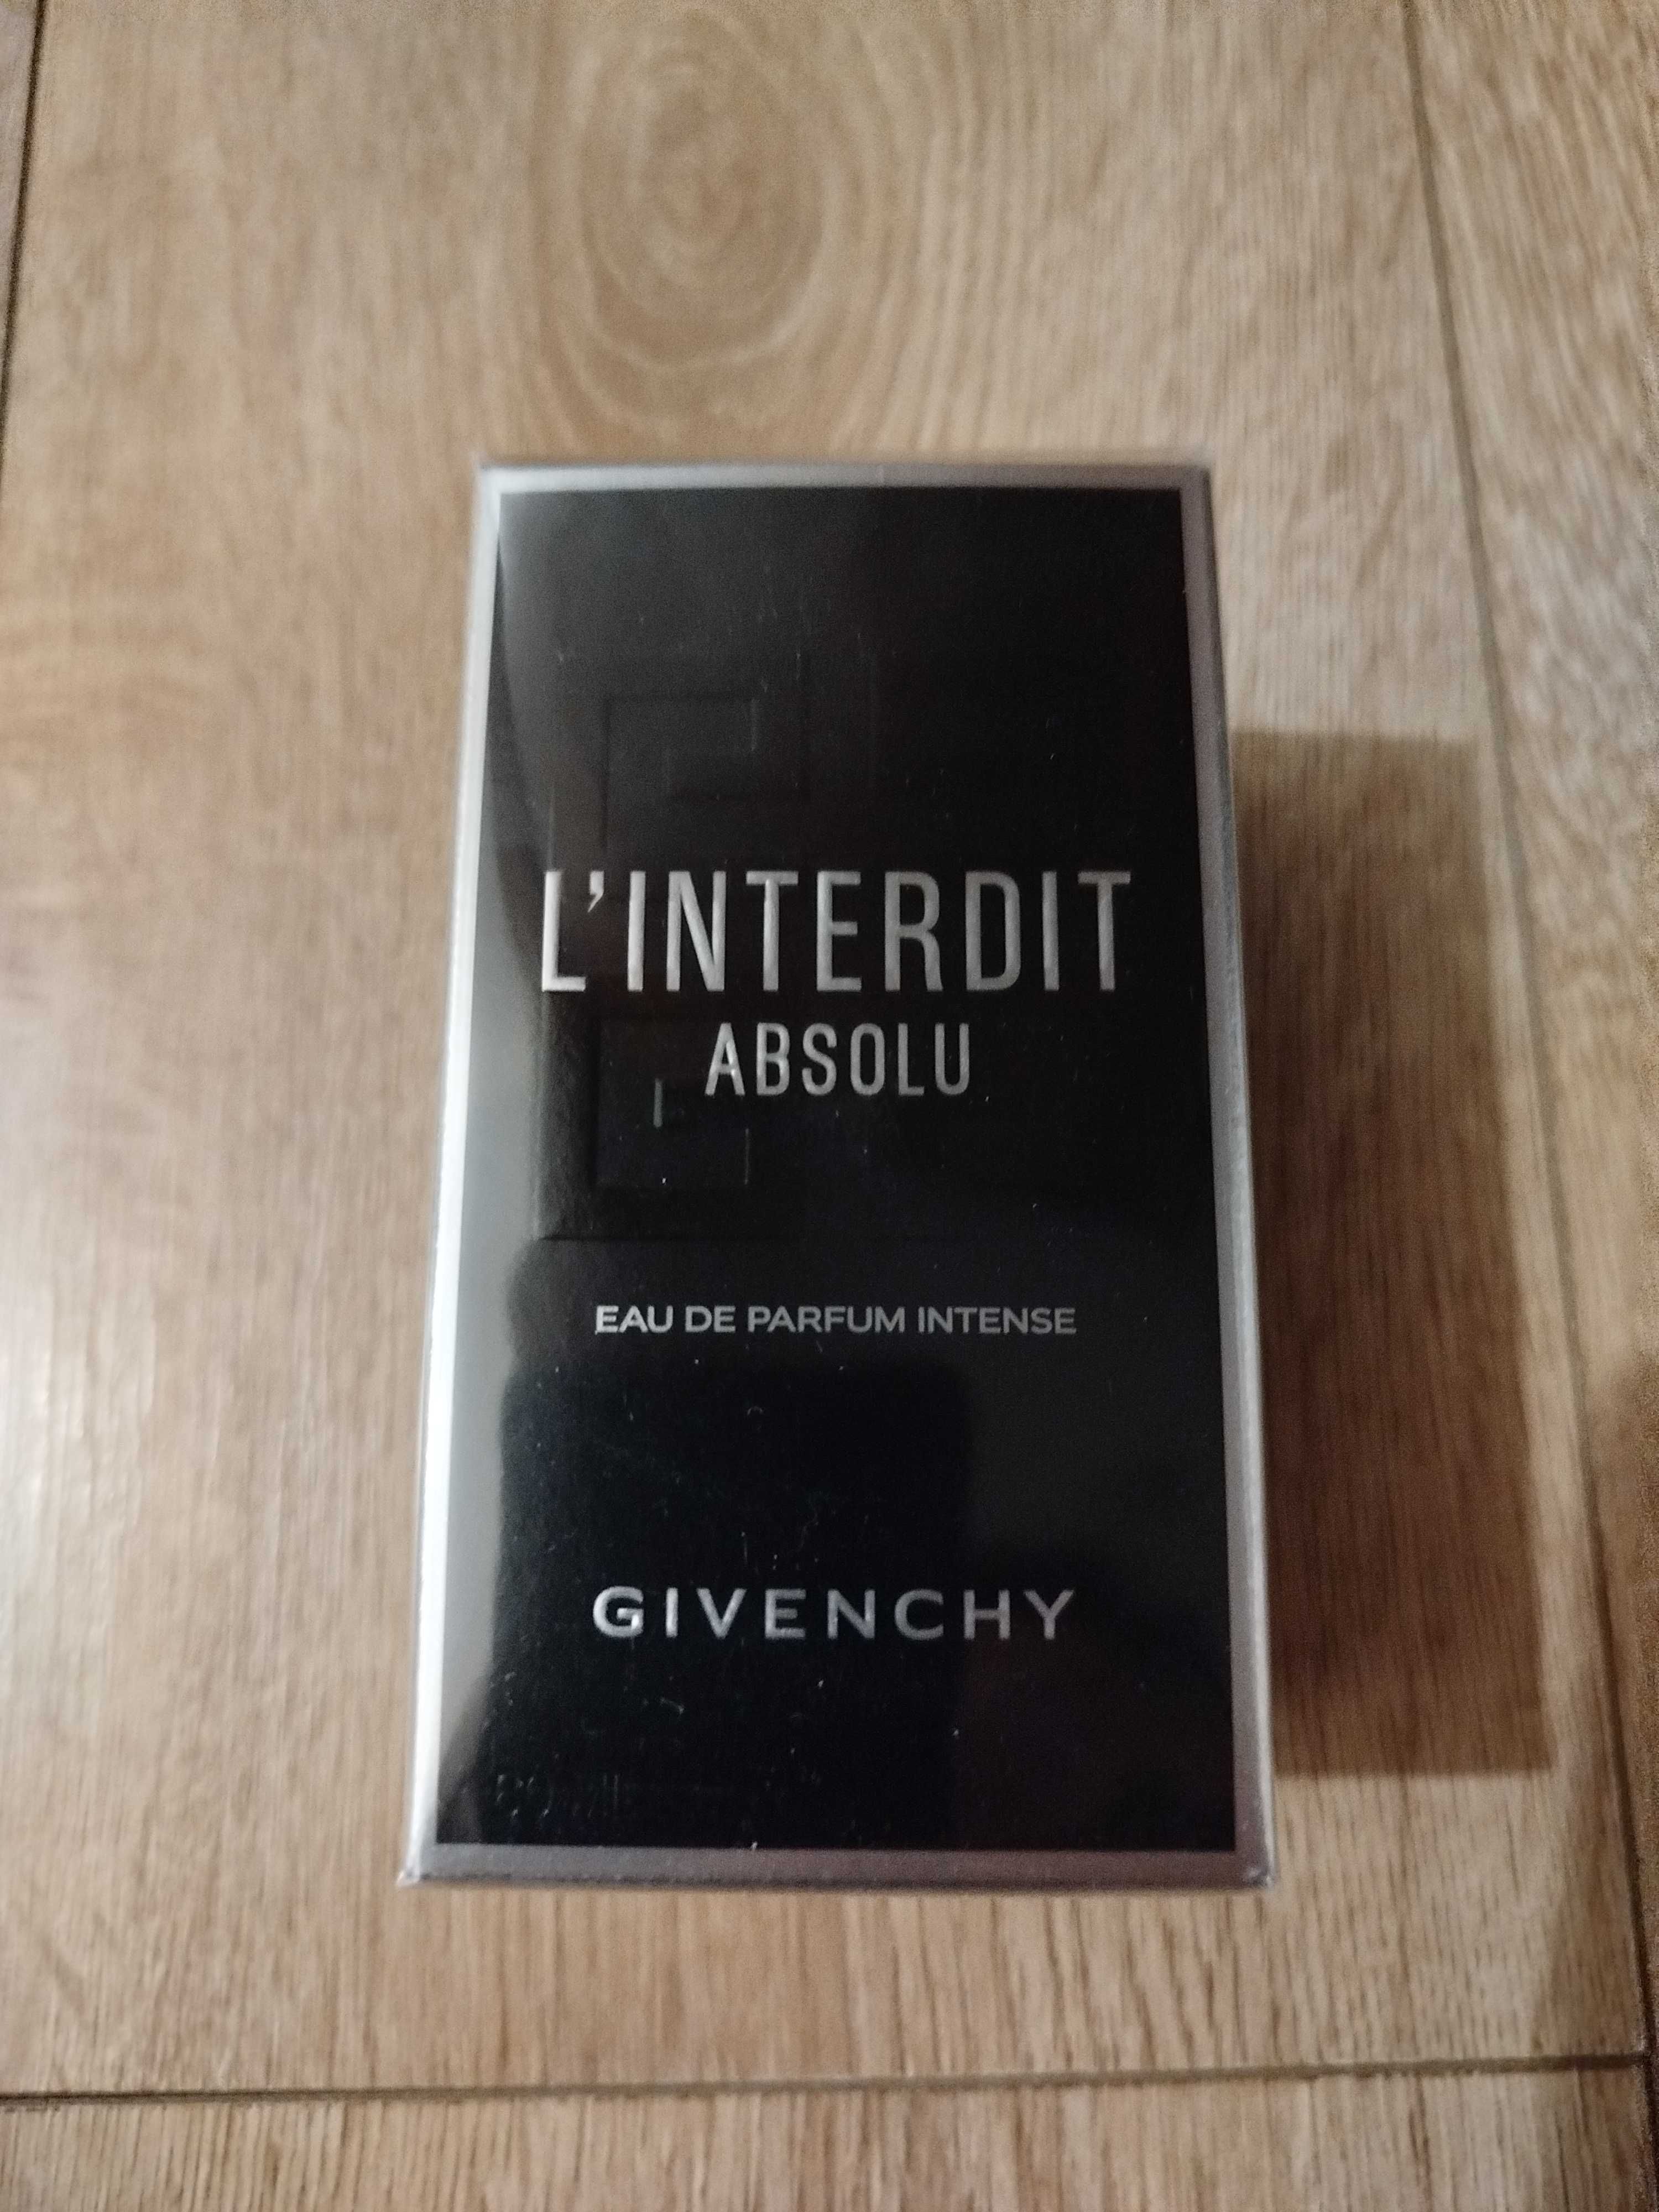 L'INTERDIT
ABSOLU
EAU DE PARFUM INTENSE
GIVENCHY